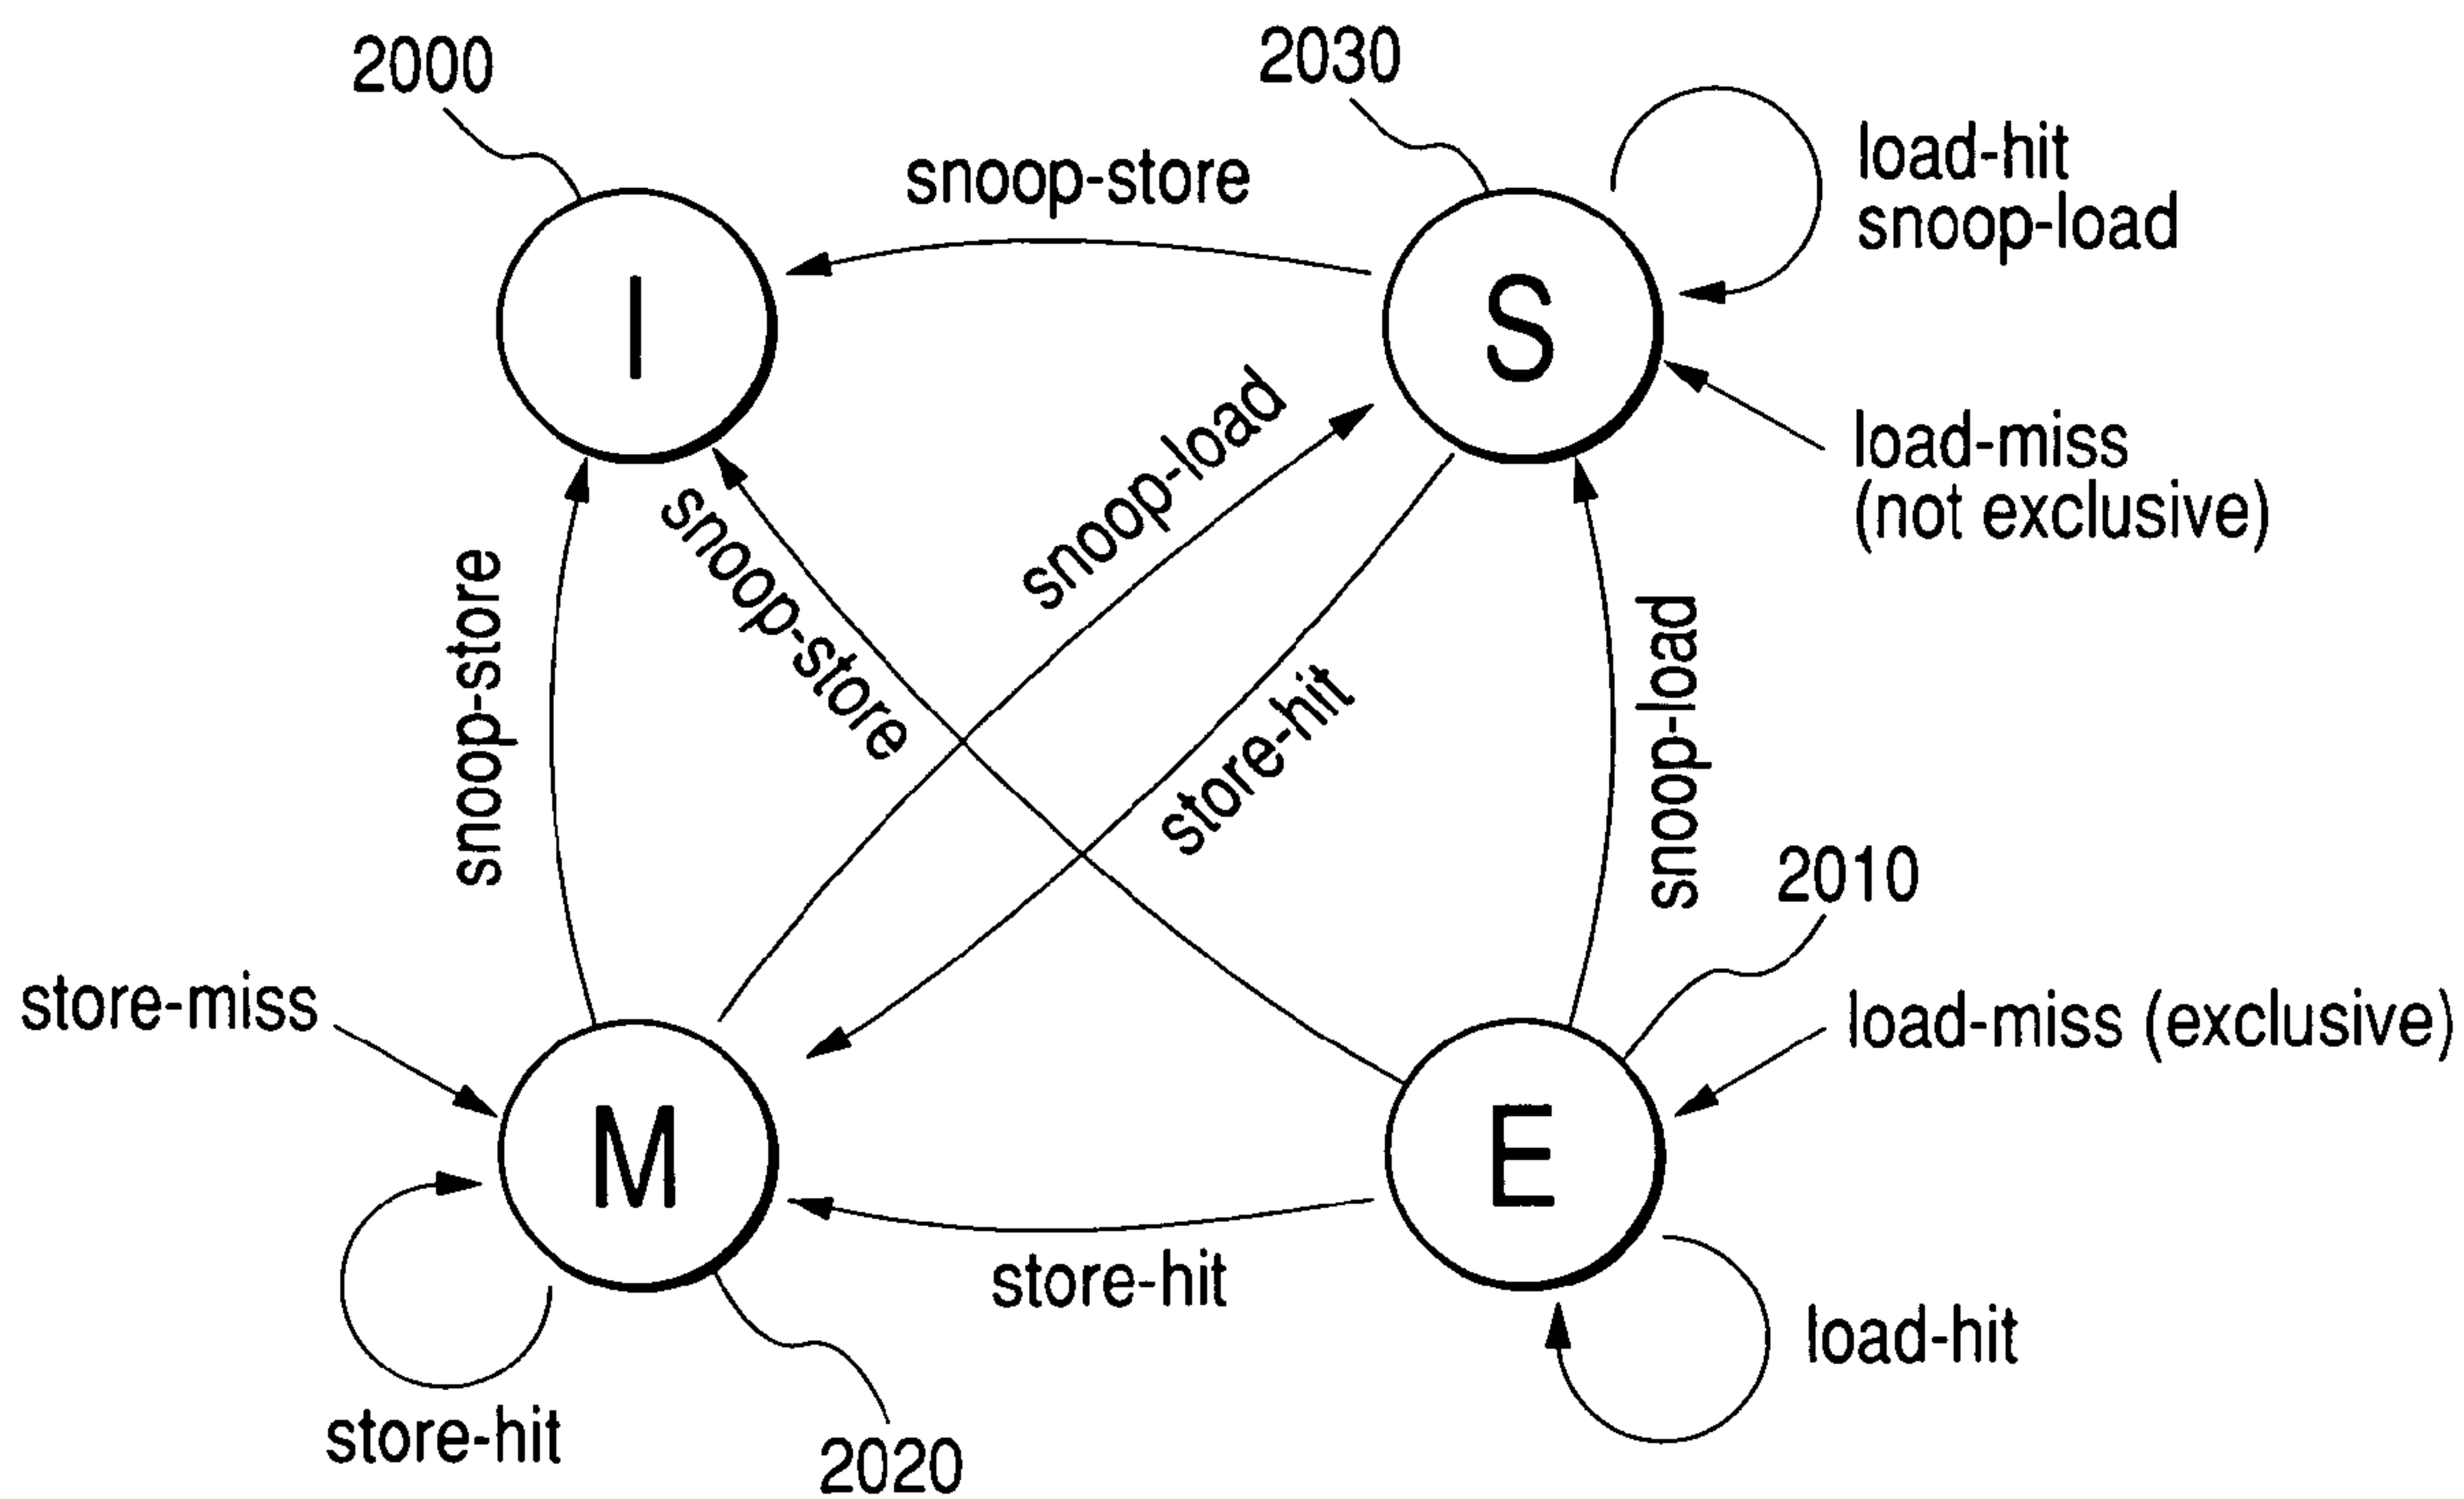 2000
2030
snoop-store
load-hit
snoop-load
I
S
snoop-load
load-miss
(not exclusive)
snoop-store
snoop-store
store-hit
snoop-load
2010
store-miss
load-miss (exclusive)
M
E
store-hit
load-hit
store-hit
2020